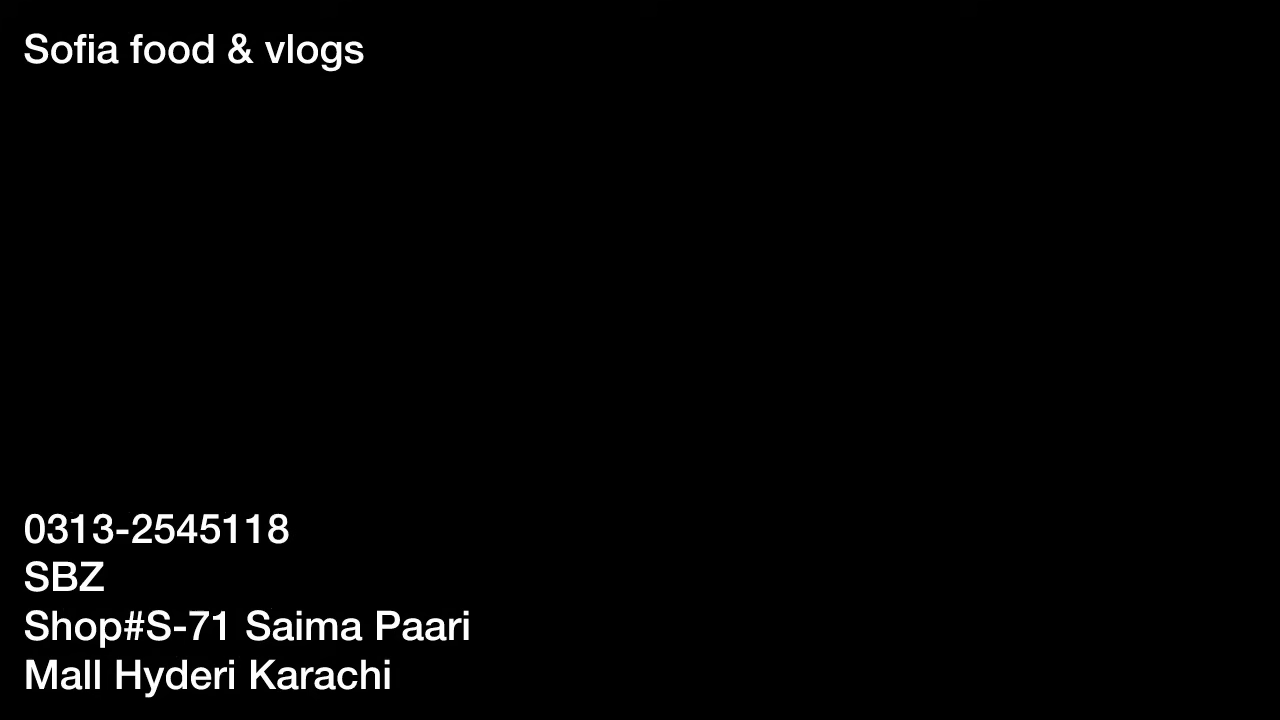 Sofia food & vlogs
0313-2545118
SBZ
Shop#S-71 Saima Paari
Mall Hyderi Karachi